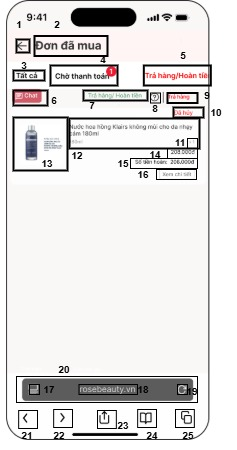 1 2
9:41
Đơn đã mua
3 4 5
Tất cả Chờ thanh toán 1 Trả hàng/Hoàn tiền
Chat Trả hàng/ Hoàn tiền Trả hàng
6 7 8 9
Đã hủy 10
Nước hoa hồng Klairs không mùi cho da nhạy
cảm 180ml
180ml 11
12 13 14
208.000đ
15 Số tiền hoàn: 208,000đ
16 Xem chi tiết
20
17 rosebeauty.vn 18 19
21 22 23 24 25